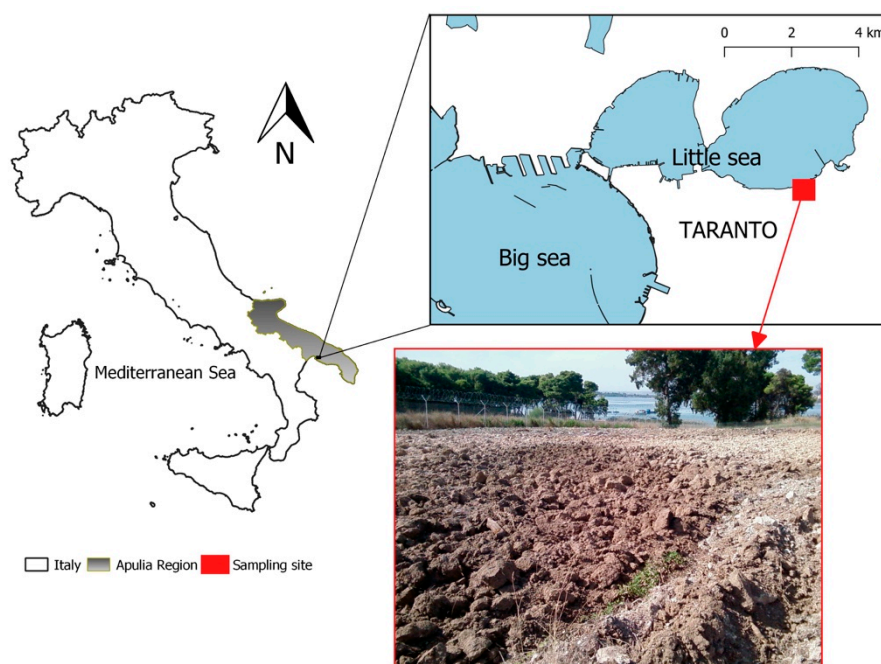 0 2 4 km
N
Little sea
TARANTO
Big sea
Mediterranean Sea
Italy Apulia Region Sampling site